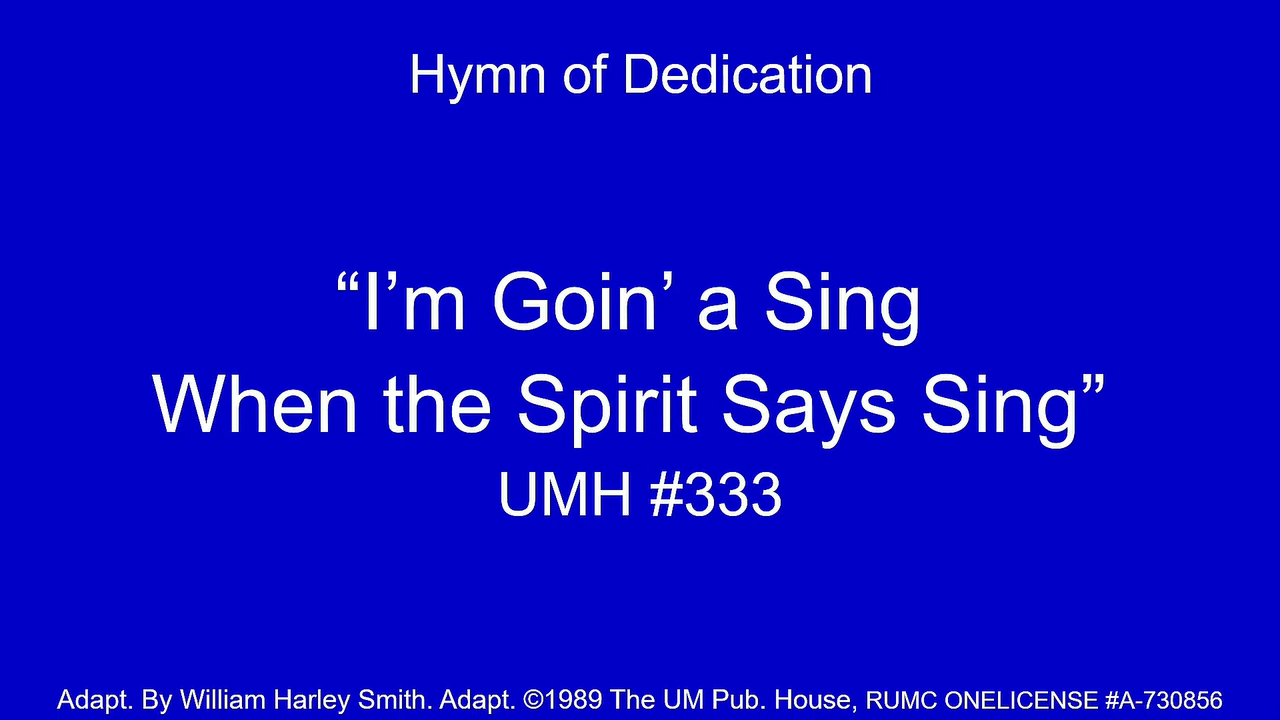 Hymn of Dedication
“I’m Goin’ a Sing
When the Spirit Says Sing”
UMH #333
Adapt. By William Harley Smith. Adapt. ©1989 The UM Pub. House, RUMC ONELICENSE #A-730856